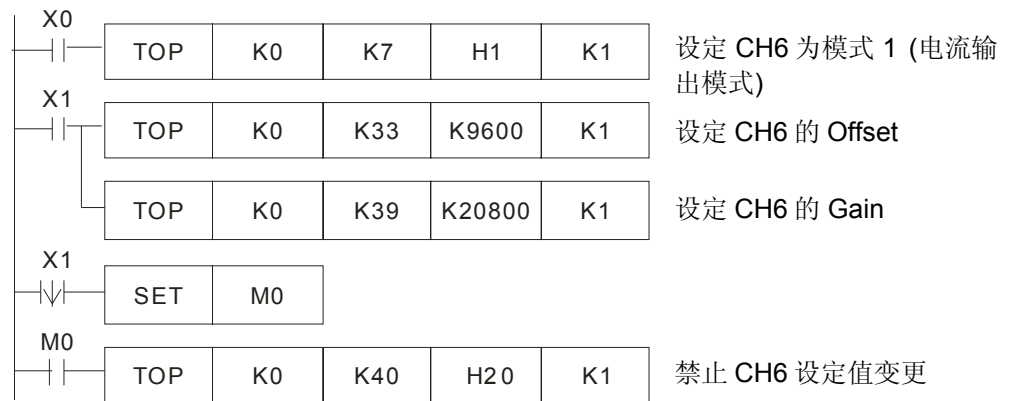 X0
TOP K0 K7 H1 K1 设定 CH6 为模式 1 (电流输
出模式)
X1
TOP K0 K33 K9600 K1 设定 CH6 的 Offset
TOP K0 K39 K20800 K1 设定 CH6 的 Gain
X1
SET M0
M0
TOP K0 K40 H20 K1 禁止 CH6 设定值变更